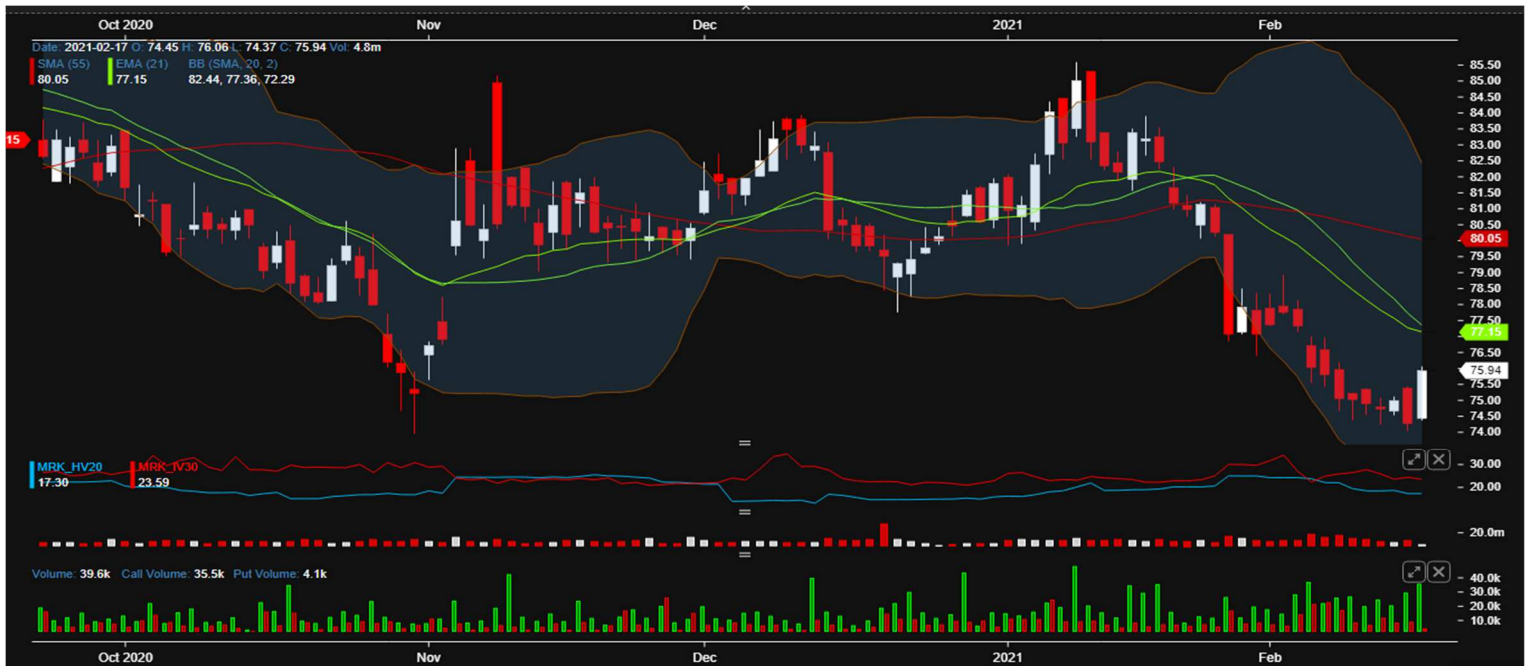 Oct 2020 Nov Dec 2021 Feb
Date: 2021-02-17 O: 74.45 H: 76.06 L: 74.37 C: 75.94 Vol: 4.8m
SMA (55) EMA (21) BB (SMA, 20, 2)
80.05 77.15 82.44, 77.36, 72.29
85.50
85.00
84.50
84.00
83.50
15
83.00
82.50
82.00
81.50
81.00
80.50
80.05
79.50
79.00
78.50
78.00
77.50
77.15
76.50
75.94
75.50
75.00
74.50
74.00
MRK_HV20 MRK_IV30
17.30 23.59
30.00
20.00
20.0m
Volume: 39.6k Call Volume: 35.5k Put Volume: 4.1k
40.0k
30.0k
20.0k
10.0k
Oct 2020 Nov Dec 2021 Feb